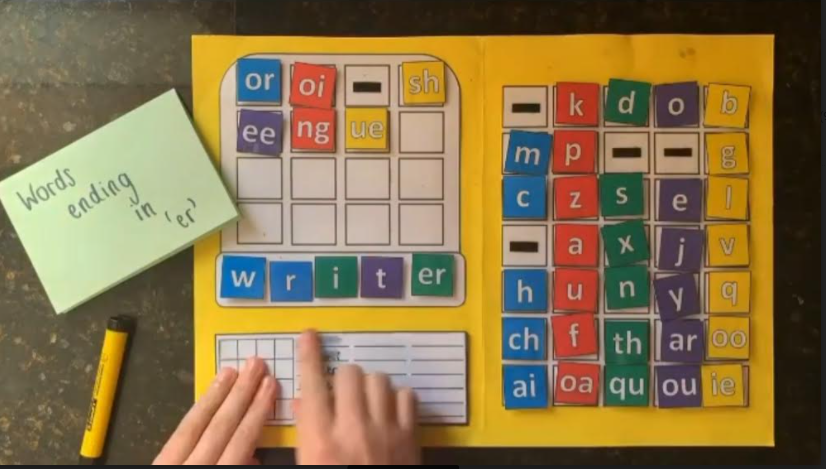 Words
ending
in
'er'
or oi - sh
ee ng ue
w r i t er
- k d o b
m p - - g
c z s e l
- a x j v
h u n y q
ch f th ar oo
ai oa qu ou ie